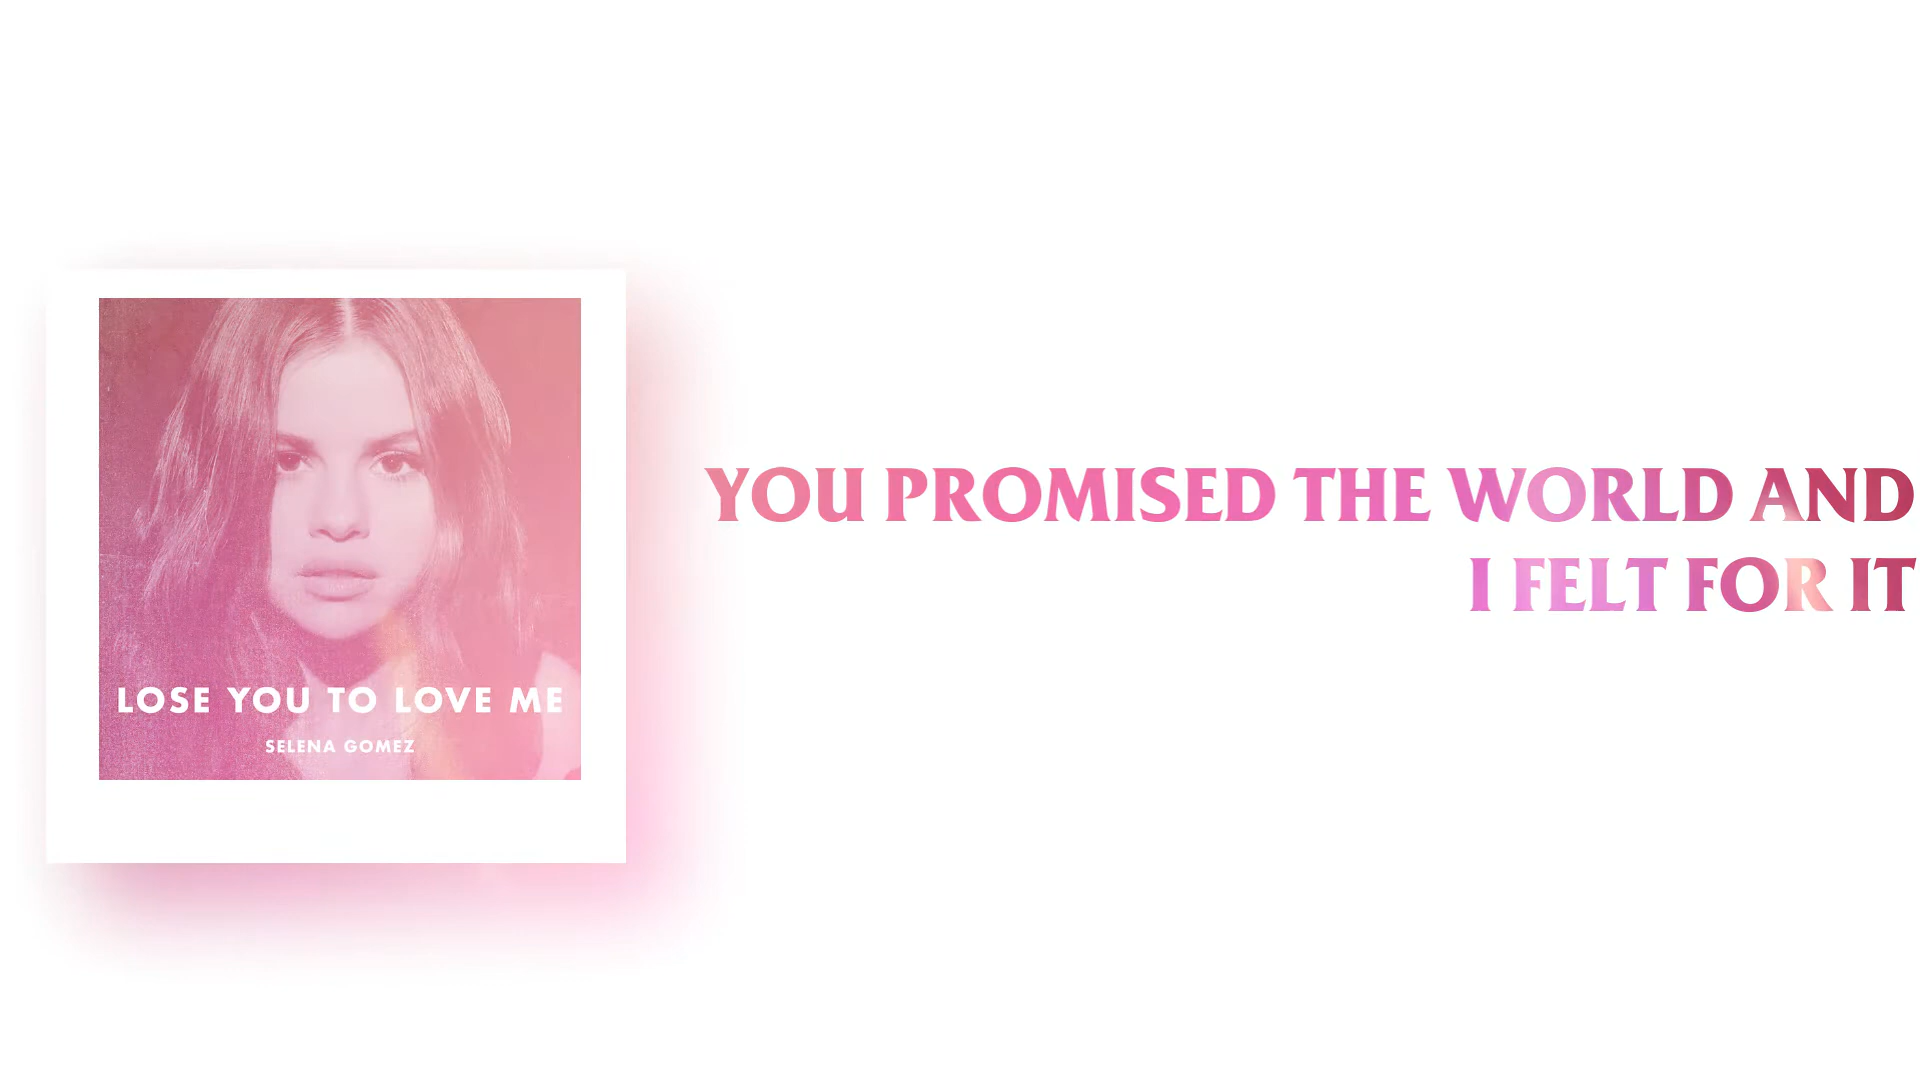 LOSE YOU TO LOVE ME
SELENA GOMEZ
YOU PROMISED THE WORLD AND
I FELT FOR IT